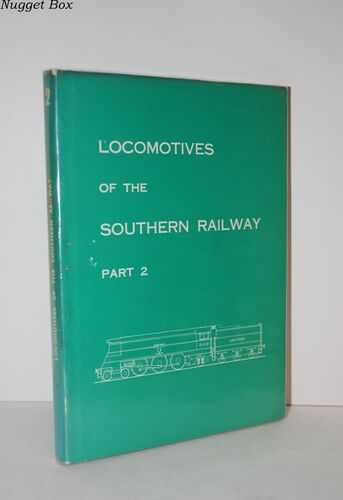 Nugget Box
LOCOMOTIVES
OF THE
SOUTHERN RAILWAY
PART 2
2
LOCOMOTIVES OF THE SOUTHERN RAILWAY